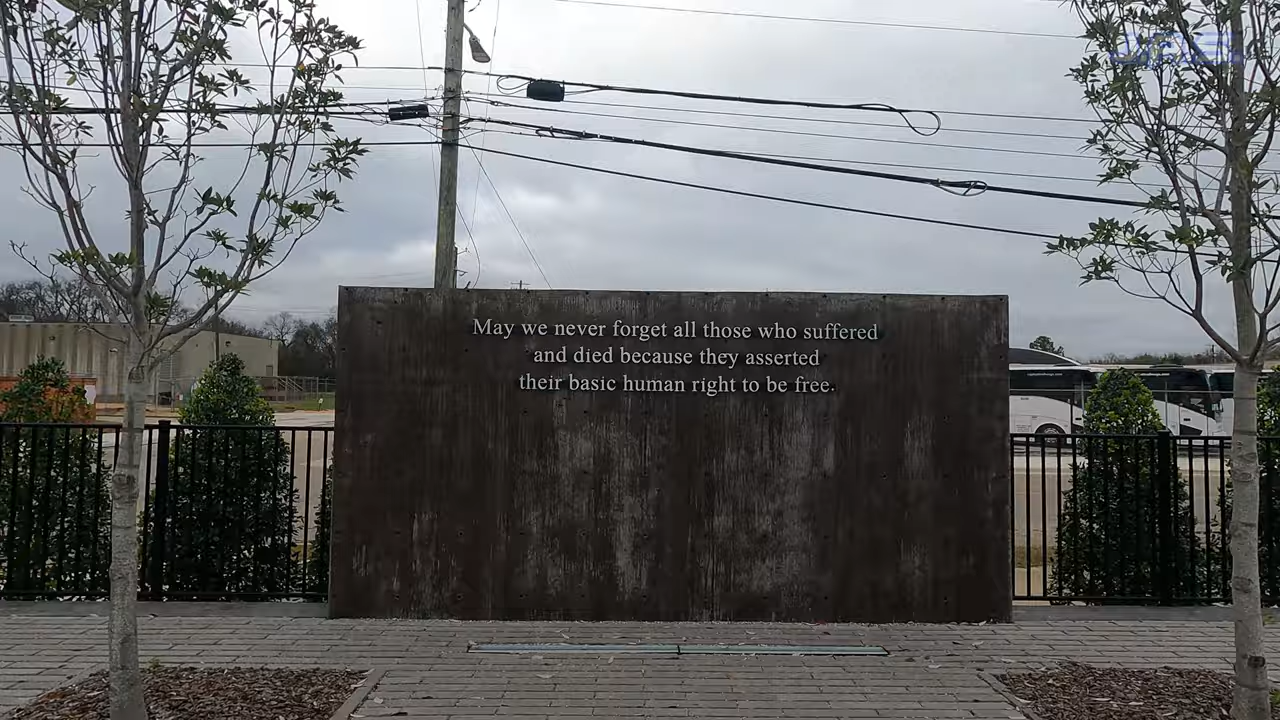 May we never forget all those who suffered
and died because they asserted
their basic human right to be free.